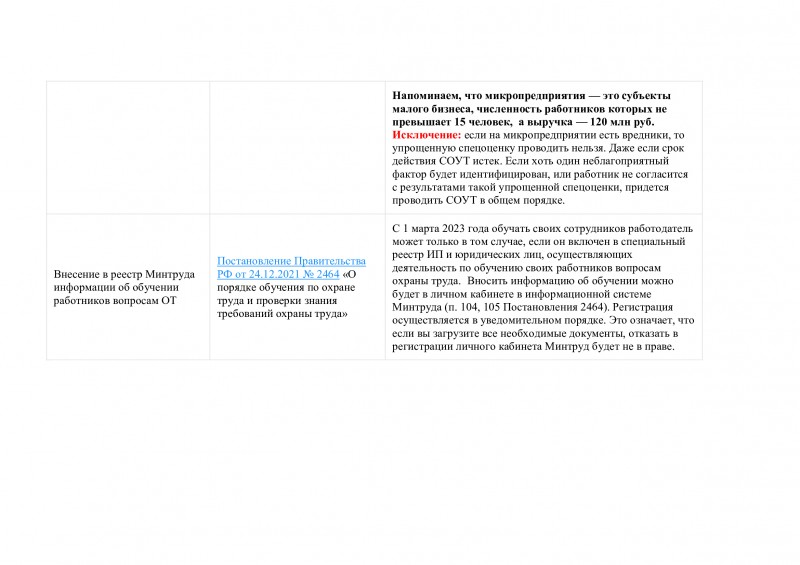 Напоминаем, что микропредприятия — это субъекты
малого бизнеса, численность работников которых не
превышает 15 человек, а выручка — 120 млн руб.
Исключение: если на микропредприятии есть вредники, то
упрощенную спецоценку проводить нельзя. Даже если срок
действия СОУТ истек. Если хоть один неблагоприятный
фактор будет идентифицирован, или работник не согласится
с результатами такой упрощенной спецоценки, придется
проводить СОУТ в общем порядке.
Внесение в реестр Минтруда
информации об обучении
работников вопросам ОТ
Постановление Правительства
РФ от 24.12.2021 № 2464 «О
порядке обучения по охране
труда и проверки знания
требований охраны труда»
С 1 марта 2023 года обучать своих сотрудников работодатель
может только в том случае, если он включен в специальный
реестр ИП и юридических лиц, осуществляющих
деятельность по обучению своих работников вопросам
охраны труда. Вносить информацию об обучении можно
будет в личном кабинете в информационной системе
Минтруда (п. 104, 105 Постановления 2464). Регистрация
осуществляется в уведомительном порядке. Это означает, что
если вы загрузите все необходимые документы, отказать в
регистрации личного кабинета Минтруд будет не в праве.